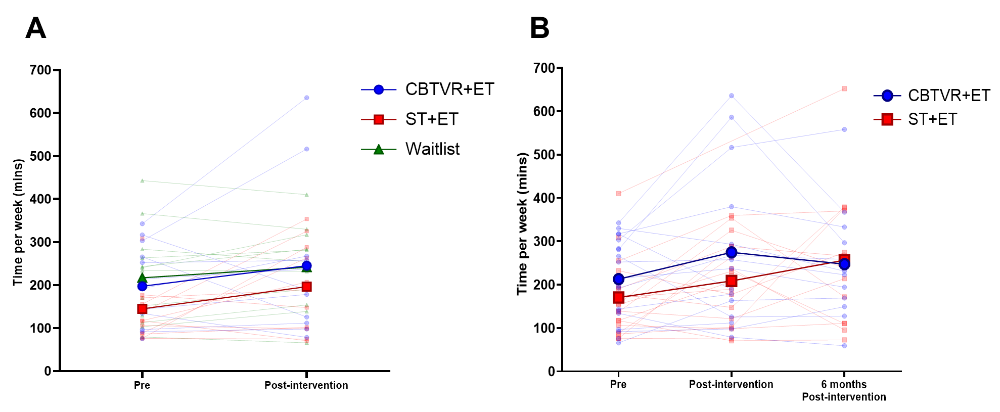 A
700
600
500
400
300
200
100
0
Time per week (mins)
Pre
Post-intervention
CBTVR+ET
ST+ET
Waitlist
B
700
600
500
400
300
200
100
0
Time per week (mins)
Pre
Post-intervention
6 months
Post-intervention
CBTVR+ET
ST+ET